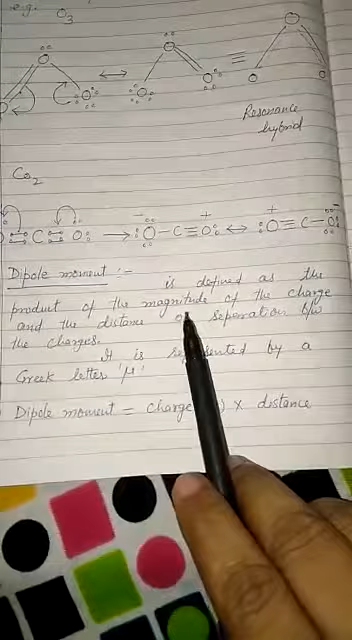 e.g. O3
Resonance
hybrid
Co2
Dipole moment :-
is defined as the
product of the magnitude of the charge
and the distance of seperation b/w
the charges.
It is represented by a
Greek letter 'μ'
Dipole moment = charge ) × distance